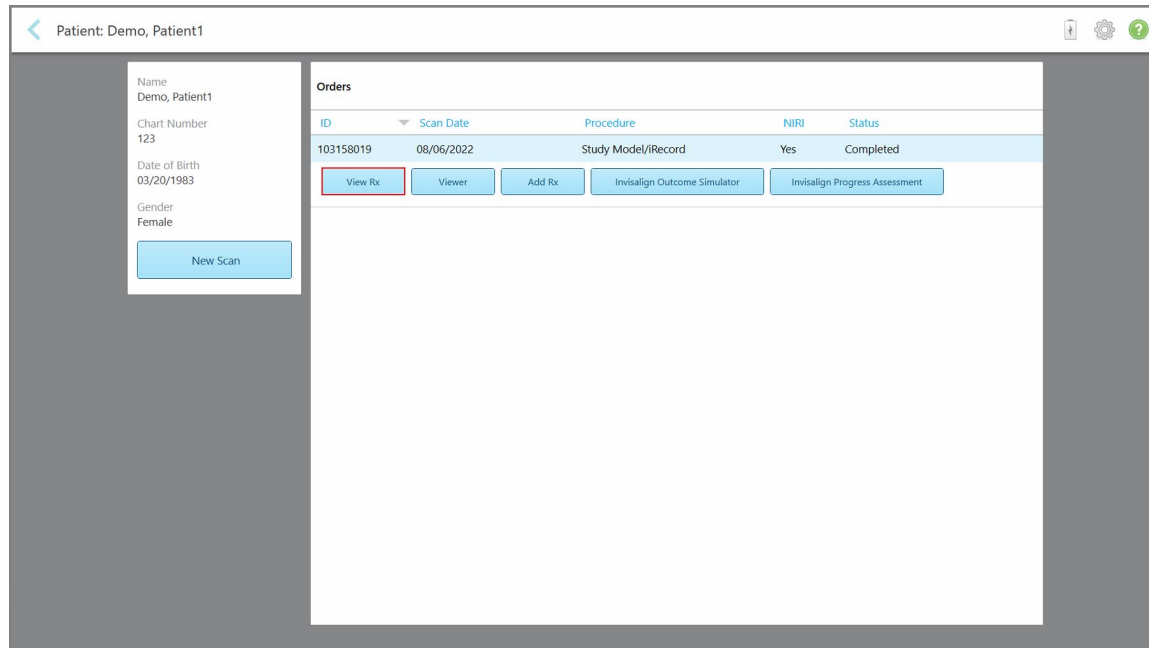 Patient: Demo, Patient1
Name
Demo, Patient1
Chart Number
123
Date of Birth
03/20/1983
Gender
Female
New Scan
Orders
ID Scan Date Procedure NIRI Status
103158019 08/06/2022 Study Model/iRecord Yes Completed
View Rx Viewer Add Rx Invisalign Outcome Simulator Invisalign Progress Assessment